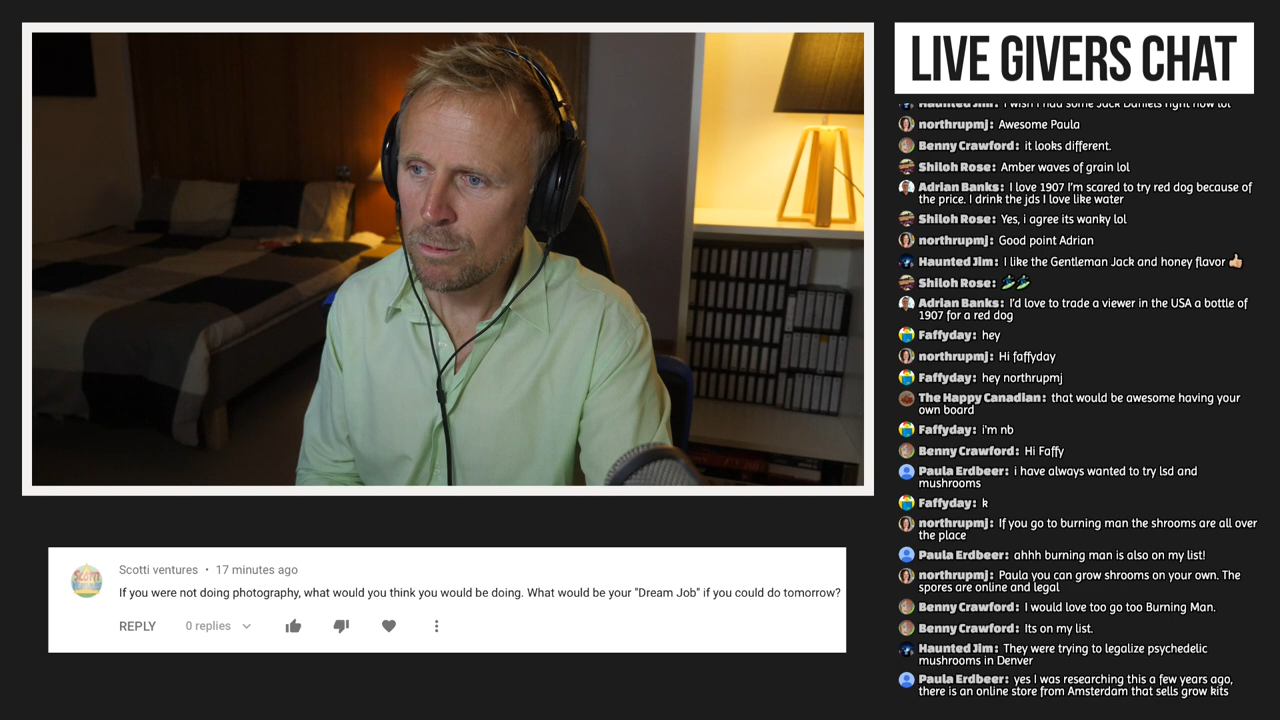 LIVE GIVERS CHAT
Haunted Jim: I wish I had some Jack Daniels right now lol
northrupmj: Awesome Paula
Benny Crawford: it looks different.
Shiloh Rose: Amber waves of grain lol
Adrian Banks: I love 1907 I'm scared to try red dog because of
the price. I drink the jds I love like water
Shiloh Rose: Yes, i agree its wanky lol
northrupmj: Good point Adrian
Haunted Jim: I like the Gentleman Jack and honey flavor 👍🏼
Shiloh Rose: 🏄🏄
Adrian Banks: I'd love to trade a viewer in the USA a bottle of
1907 for a red dog
Faffyday: hey
northrupmj: Hi faffyday
Faffyday: hey northrupmj
The Happy Canadian: that would be awesome having your
own board
Faffyday: i'm nb
Benny Crawford: Hi Faffy
Paula Erdbeer: i have always wanted to try lsd and
mushrooms
Faffyday: k
northrupmj: If you go to burning man the shrooms are all over
the place
Paula Erdbeer: ahhh burning man is also on my list!
northrupmj: Paula you can grow shrooms on your own. The
spores are online and legal
Benny Crawford: I would love too go too Burning Man.
Benny Crawford: Its on my list.
Haunted Jim: They were trying to legalize psychedelic
mushrooms in Denver
Paula Erdbeer: yes I was researching this a few years ago,
there is an online store from Amsterdam that sells grow kits
Scotti ventures • 17 minutes ago
If you were not doing photography, what would you think you would be doing. What would be your "Dream Job" if you could do tomorrow?
REPLY 0 replies